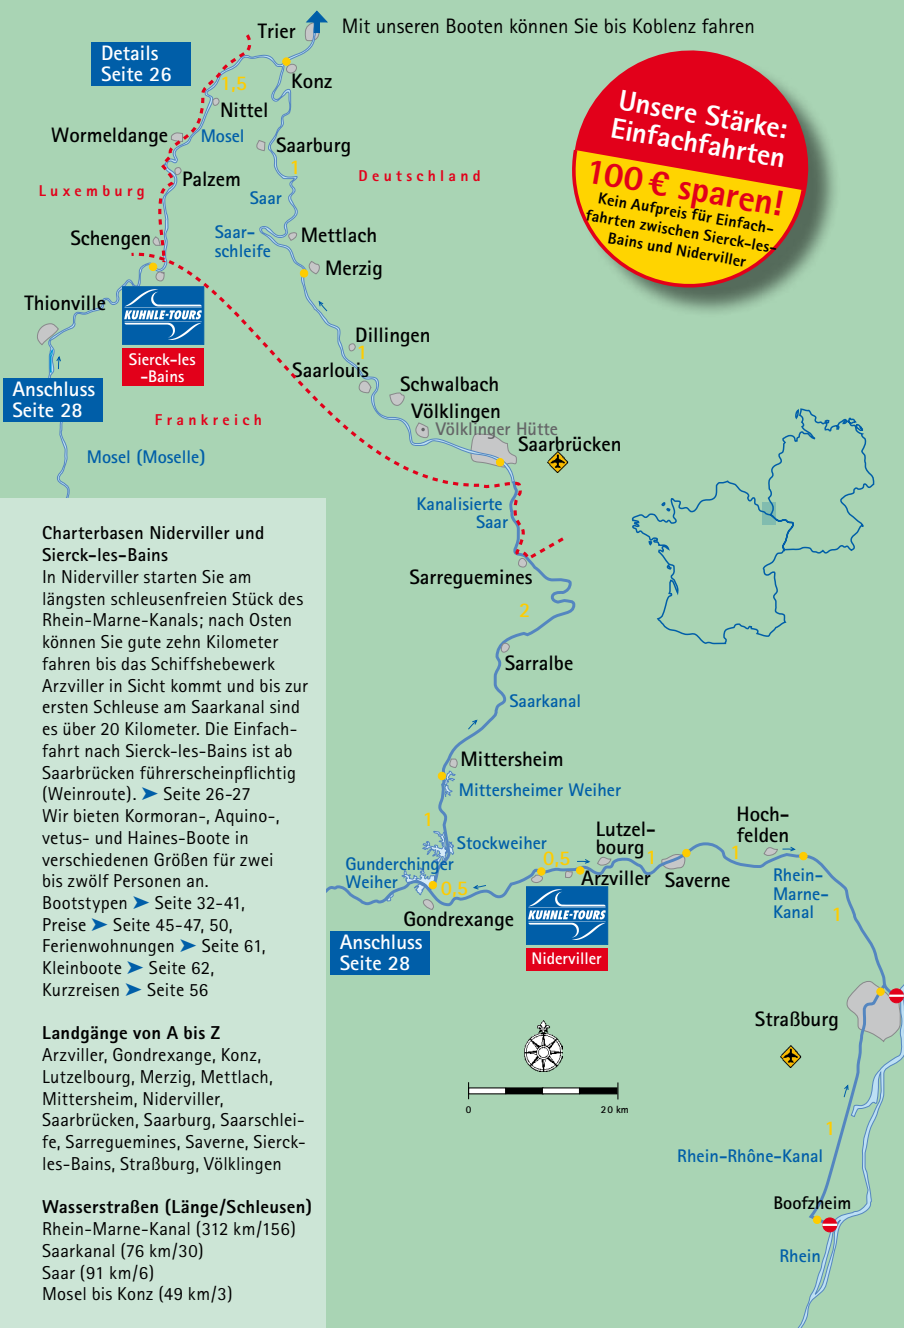 Mit unseren Booten können Sie bis Koblenz fahren
Trier
Details
Seite 26
1,5
Konz
Nittel
Wormeldange
Mosel
Saarburg
1
Palzem
Luxemburg
Deutschland
Saar
Saar-
schleife
Mettlach
Schengen
Merzig
Thionville
KUHNLE-TOURS
Sierck-les
-Bains
Dillingen
1
Saarlouis
Anschluss
Seite 28
Schwalbach
Völklingen
Frankreich
Völklinger Hütte
Saarbrücken
Mosel (Moselle)
Kanalisierte
Saar
Sarreguemines
2
Sarralbe
Saarkanal
Mittersheim
Mittersheimer Weiher
1
Stockweiher
Gunderchinger
Weiher
0,5
Gondrexange
Anschluss
Seite 28
0,5
Lutzel-
bourg
1
Arzviller
Saverne
KUHNLE-TOURS
Niderviller
Hoch-
felden
1
Rhein-
Marne-
Kanal
1
Straßburg
0
20 km
1
Rhein-Rhône-Kanal
Boofzheim
Rhein
Unsere Stärke:
Einfachfahrten
100 € sparen!
Kein Aufpreis für Einfach-
fahrten zwischen Sierck-les-
Bains und Niderviller
Charterbasen Niderviller und
Sierck-les-Bains
In Niderviller starten Sie am
längsten schleusenfreien Stück des
Rhein-Marne-Kanals; nach Osten
können Sie gute zehn Kilometer
fahren bis das Schiffshebewerk
Arzviller in Sicht kommt und bis zur
ersten Schleuse am Saarkanal sind
es über 20 Kilometer. Die Einfach-
fahrt nach Sierck-les-Bains ist ab
Saarbrücken führerscheinpflichtig
(Weinroute). ➤ Seite 26-27
Wir bieten Kormoran-, Aquino-,
vetus- und Haines-Boote in
verschiedenen Größen für zwei
bis zwölf Personen an.
Bootstypen ➤ Seite 32-41,
Preise ➤ Seite 45-47, 50,
Ferienwohnungen ➤ Seite 61,
Kleinboote ➤ Seite 62,
Kurzreisen ➤ Seite 56
Landgänge von A bis Z
Arzviller, Gondrexange, Konz,
Lutzelbourg, Merzig, Mettlach,
Mittersheim, Niderviller,
Saarbrücken, Saarburg, Saarschlei-
fe, Sarreguemines, Saverne, Sierck-
les-Bains, Straßburg, Völklingen
Wasserstraßen (Länge/Schleusen)
Rhein-Marne-Kanal (312 km/156)
Saarkanal (76 km/30)
Saar (91 km/6)
Mosel bis Konz (49 km/3)